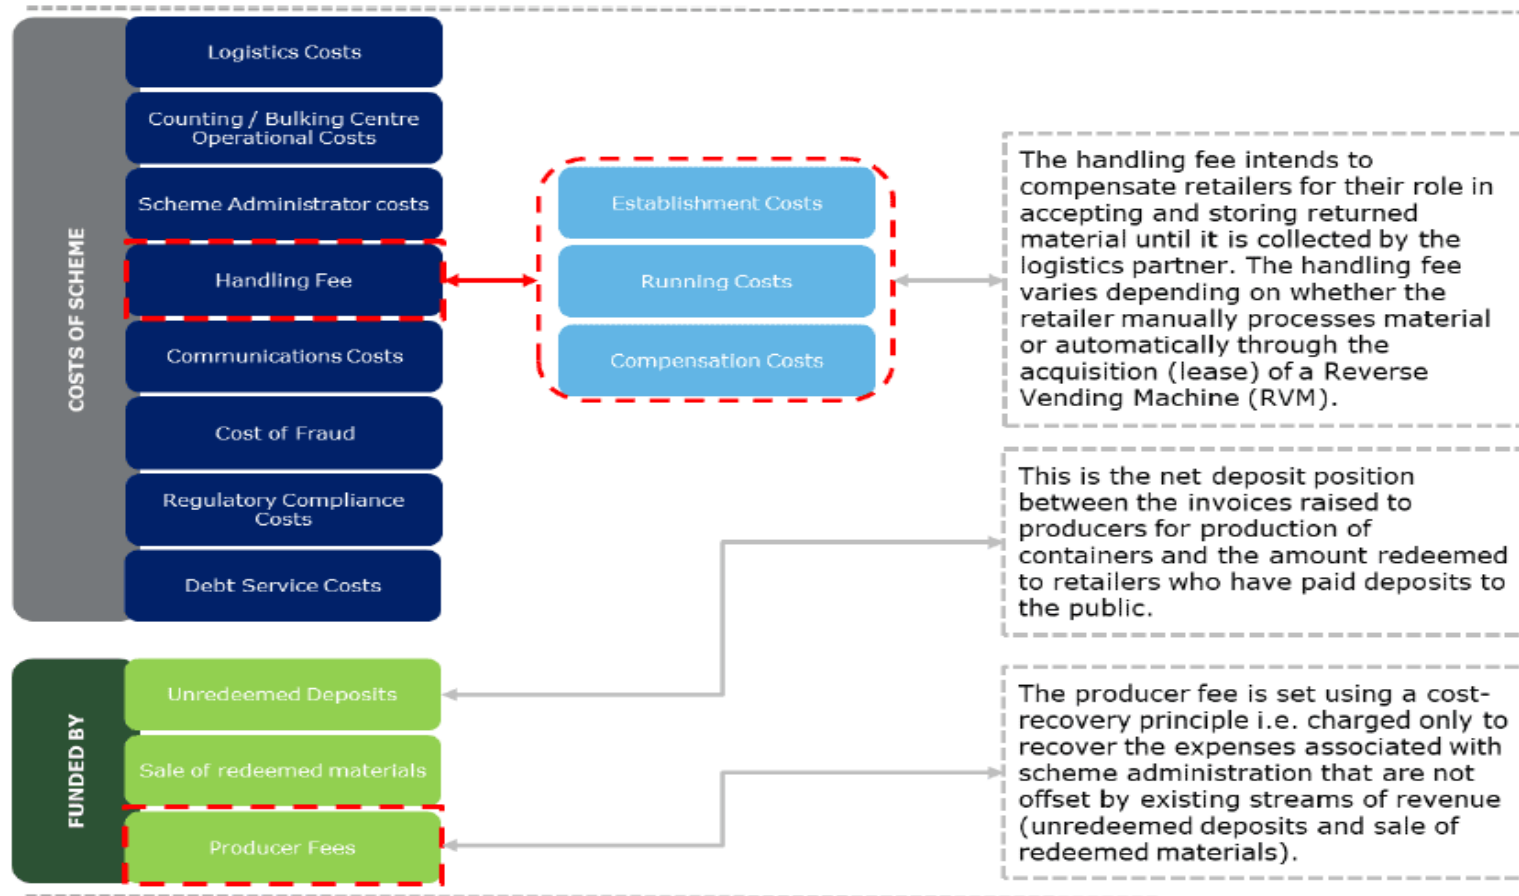 COSTS OF SCHEME
Logistics Costs
Counting / Bulking Centre
Operational Costs
Scheme Administrator costs
Handling Fee
Communications Costs
Cost of Fraud
Regulatory Compliance
Costs
Debt Service Costs
Establishment Costs
Running Costs
Compensation Costs
The handling fee intends to
compensate retailers for their role in
accepting and storing returned
material until it is collected by the
logistics partner. The handling fee
varies depending on whether the
retailer manually processes material
or automatically through the
acquisition (lease) of a Reverse
Vending Machine (RVM).
FUNDED BY
Unredeemed Deposits
Sale of redeemed materials
Producer Fees
This is the net deposit position
between the invoices raised to
producers for production of
containers and the amount redeemed
to retailers who have paid deposits to
the public.
The producer fee is set using a cost-
recovery principle i.e. charged only to
recover the expenses associated with
scheme administration that are not
offset by existing streams of revenue
(unredeemed deposits and sale of
redeemed materials).